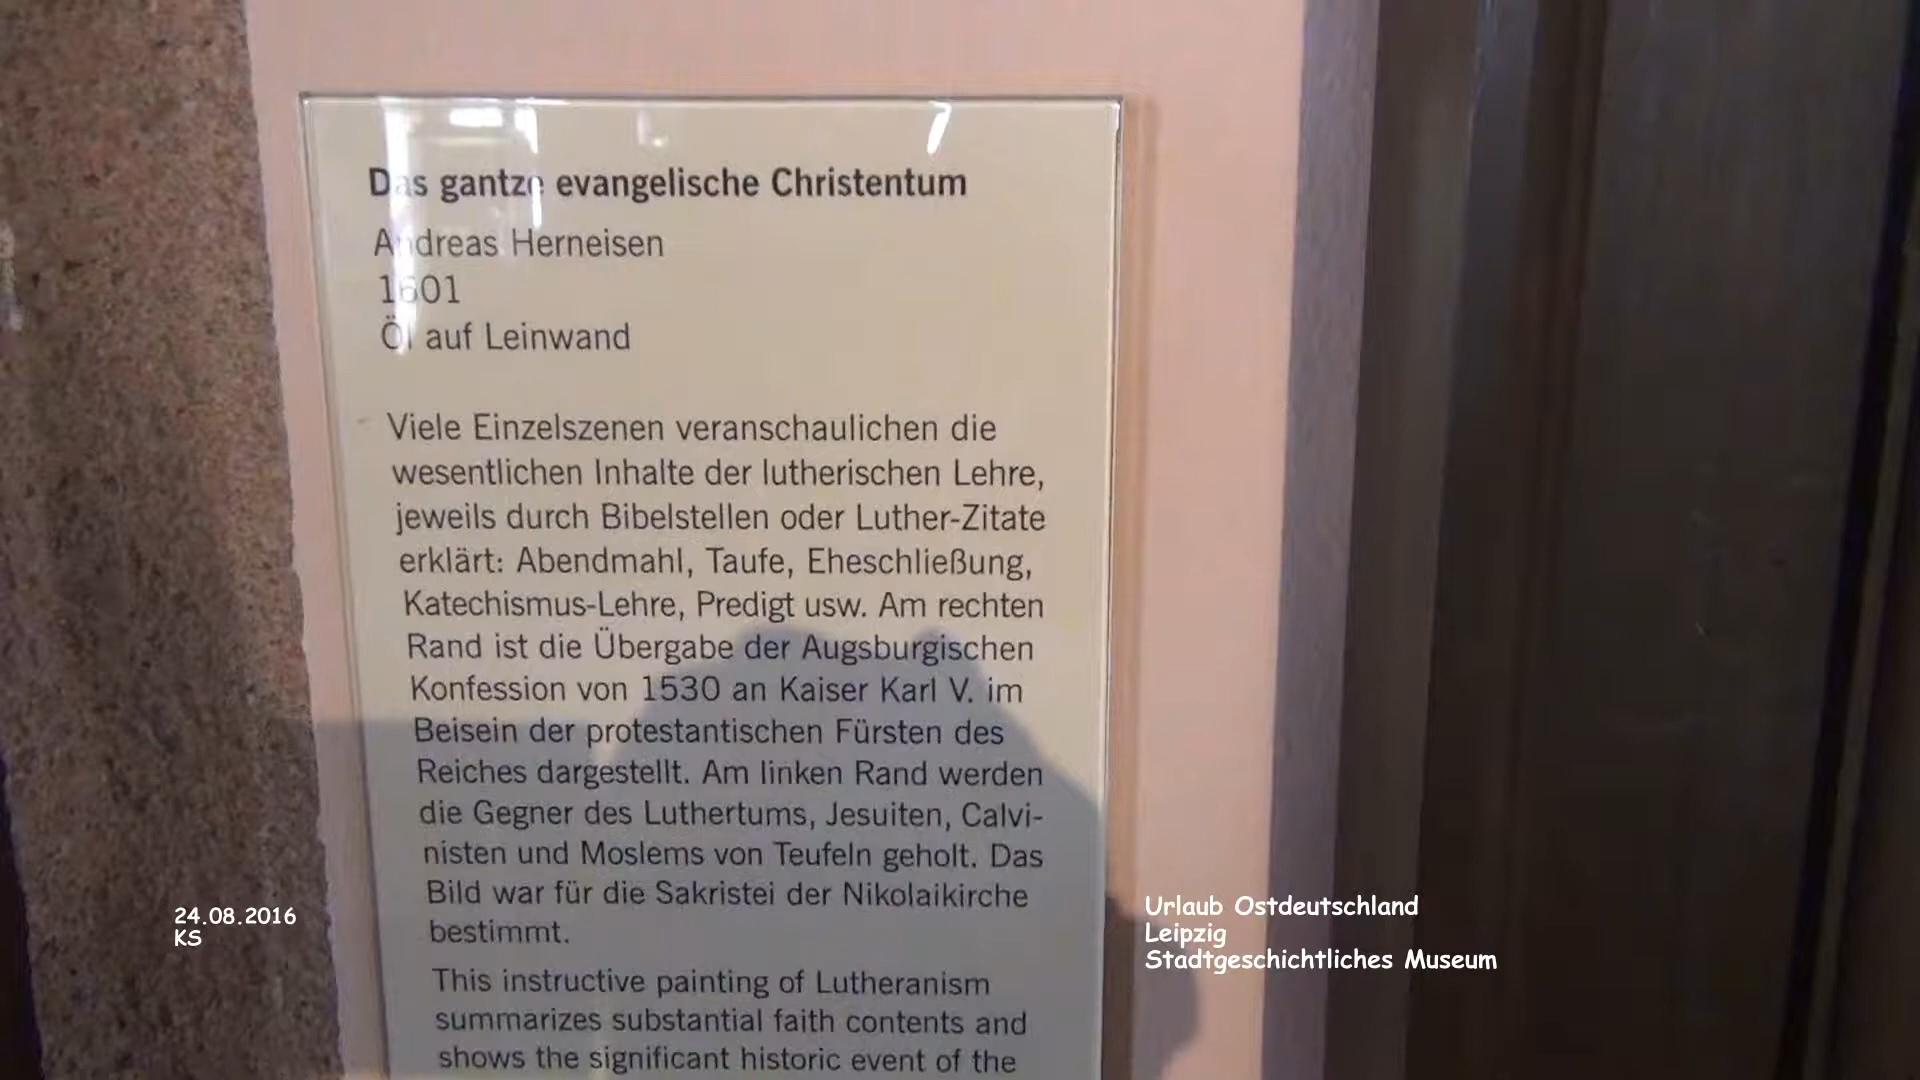 Das gantze evangelische Christentum
Andreas Herneisen
1601
Öl auf Leinwand
Viele Einzelszenen veranschaulichen die
wesentlichen Inhalte der lutherischen Lehre,
jeweils durch Bibelstellen oder Luther-Zitate
erklärt: Abendmahl, Taufe, Eheschließung,
Katechismus-Lehre, Predigt usw. Am rechten
Rand ist die Übergabe der Augsburgischen
Konfession von 1530 an Kaiser Karl V. im
Beisein der protestantischen Fürsten des
Reiches dargestellt. Am linken Rand werden
die Gegner des Luthertums, Jesuiten, Calvi-
nisten und Moslems von Teufeln geholt. Das
Bild war für die Sakristei der Nikolaikirche
bestimmt.
This instructive painting of Lutheranism
summarizes substantial faith contents and
shows the significant historic event of the
24.08.2016
KS
Urlaub Ostdeutschland
Leipzig
Stadtgeschichtliches Museum